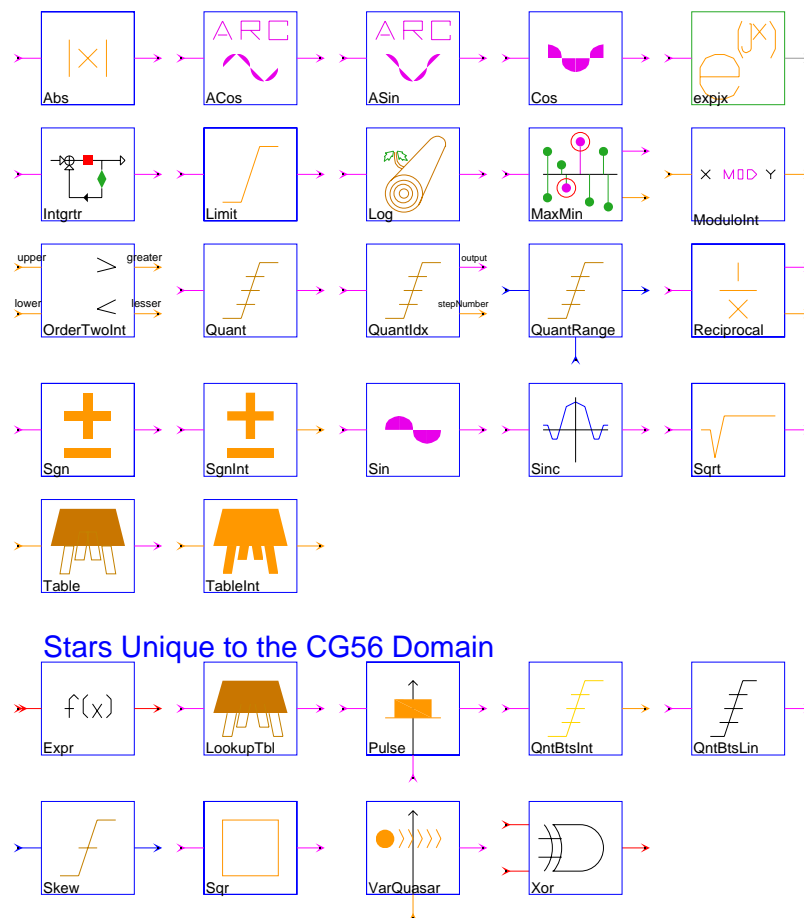 ARC ARC (jx)
|x| e
Abs ACos ASin Cos expjx
X MOD Y
Intgrtr Limit Log MaxMin ModuloInt
upper > greater output 1
lower < lesser stepNumber x
OrderTwoInt Quant QuantIdx QuantRange Reciprocal
± ±
Sgn SgnInt Sin Sinc Sqrt
Table TableInt
Stars Unique to the CG56 Domain
f(x)
Expr LookupTbl Pulse QntBtsInt QntBtsLin
Skew Sqr VarQuasar Xor